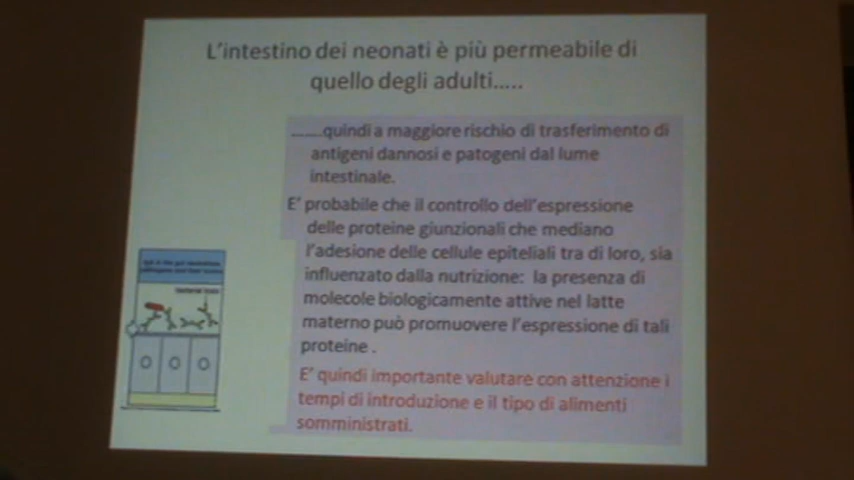 L'intestino dei neonati è più permeabile di
quello degli adulti.....
.......quindi a maggiore rischio di trasferimento di
antigeni dannosi e patogeni dal lume
intestinale.
E' probabile che il controllo dell'espressione
delle proteine giunzionali che mediano
l'adesione delle cellule epiteliali tra di loro, sia
influenzato dalla nutrizione: la presenza di
molecole biologicamente attive nel latte
materno può promuovere l'espressione di tali
proteine .
E' quindi importante valutare con attenzione i
tempi di introduzione e il tipo di alimenti
somministrati.